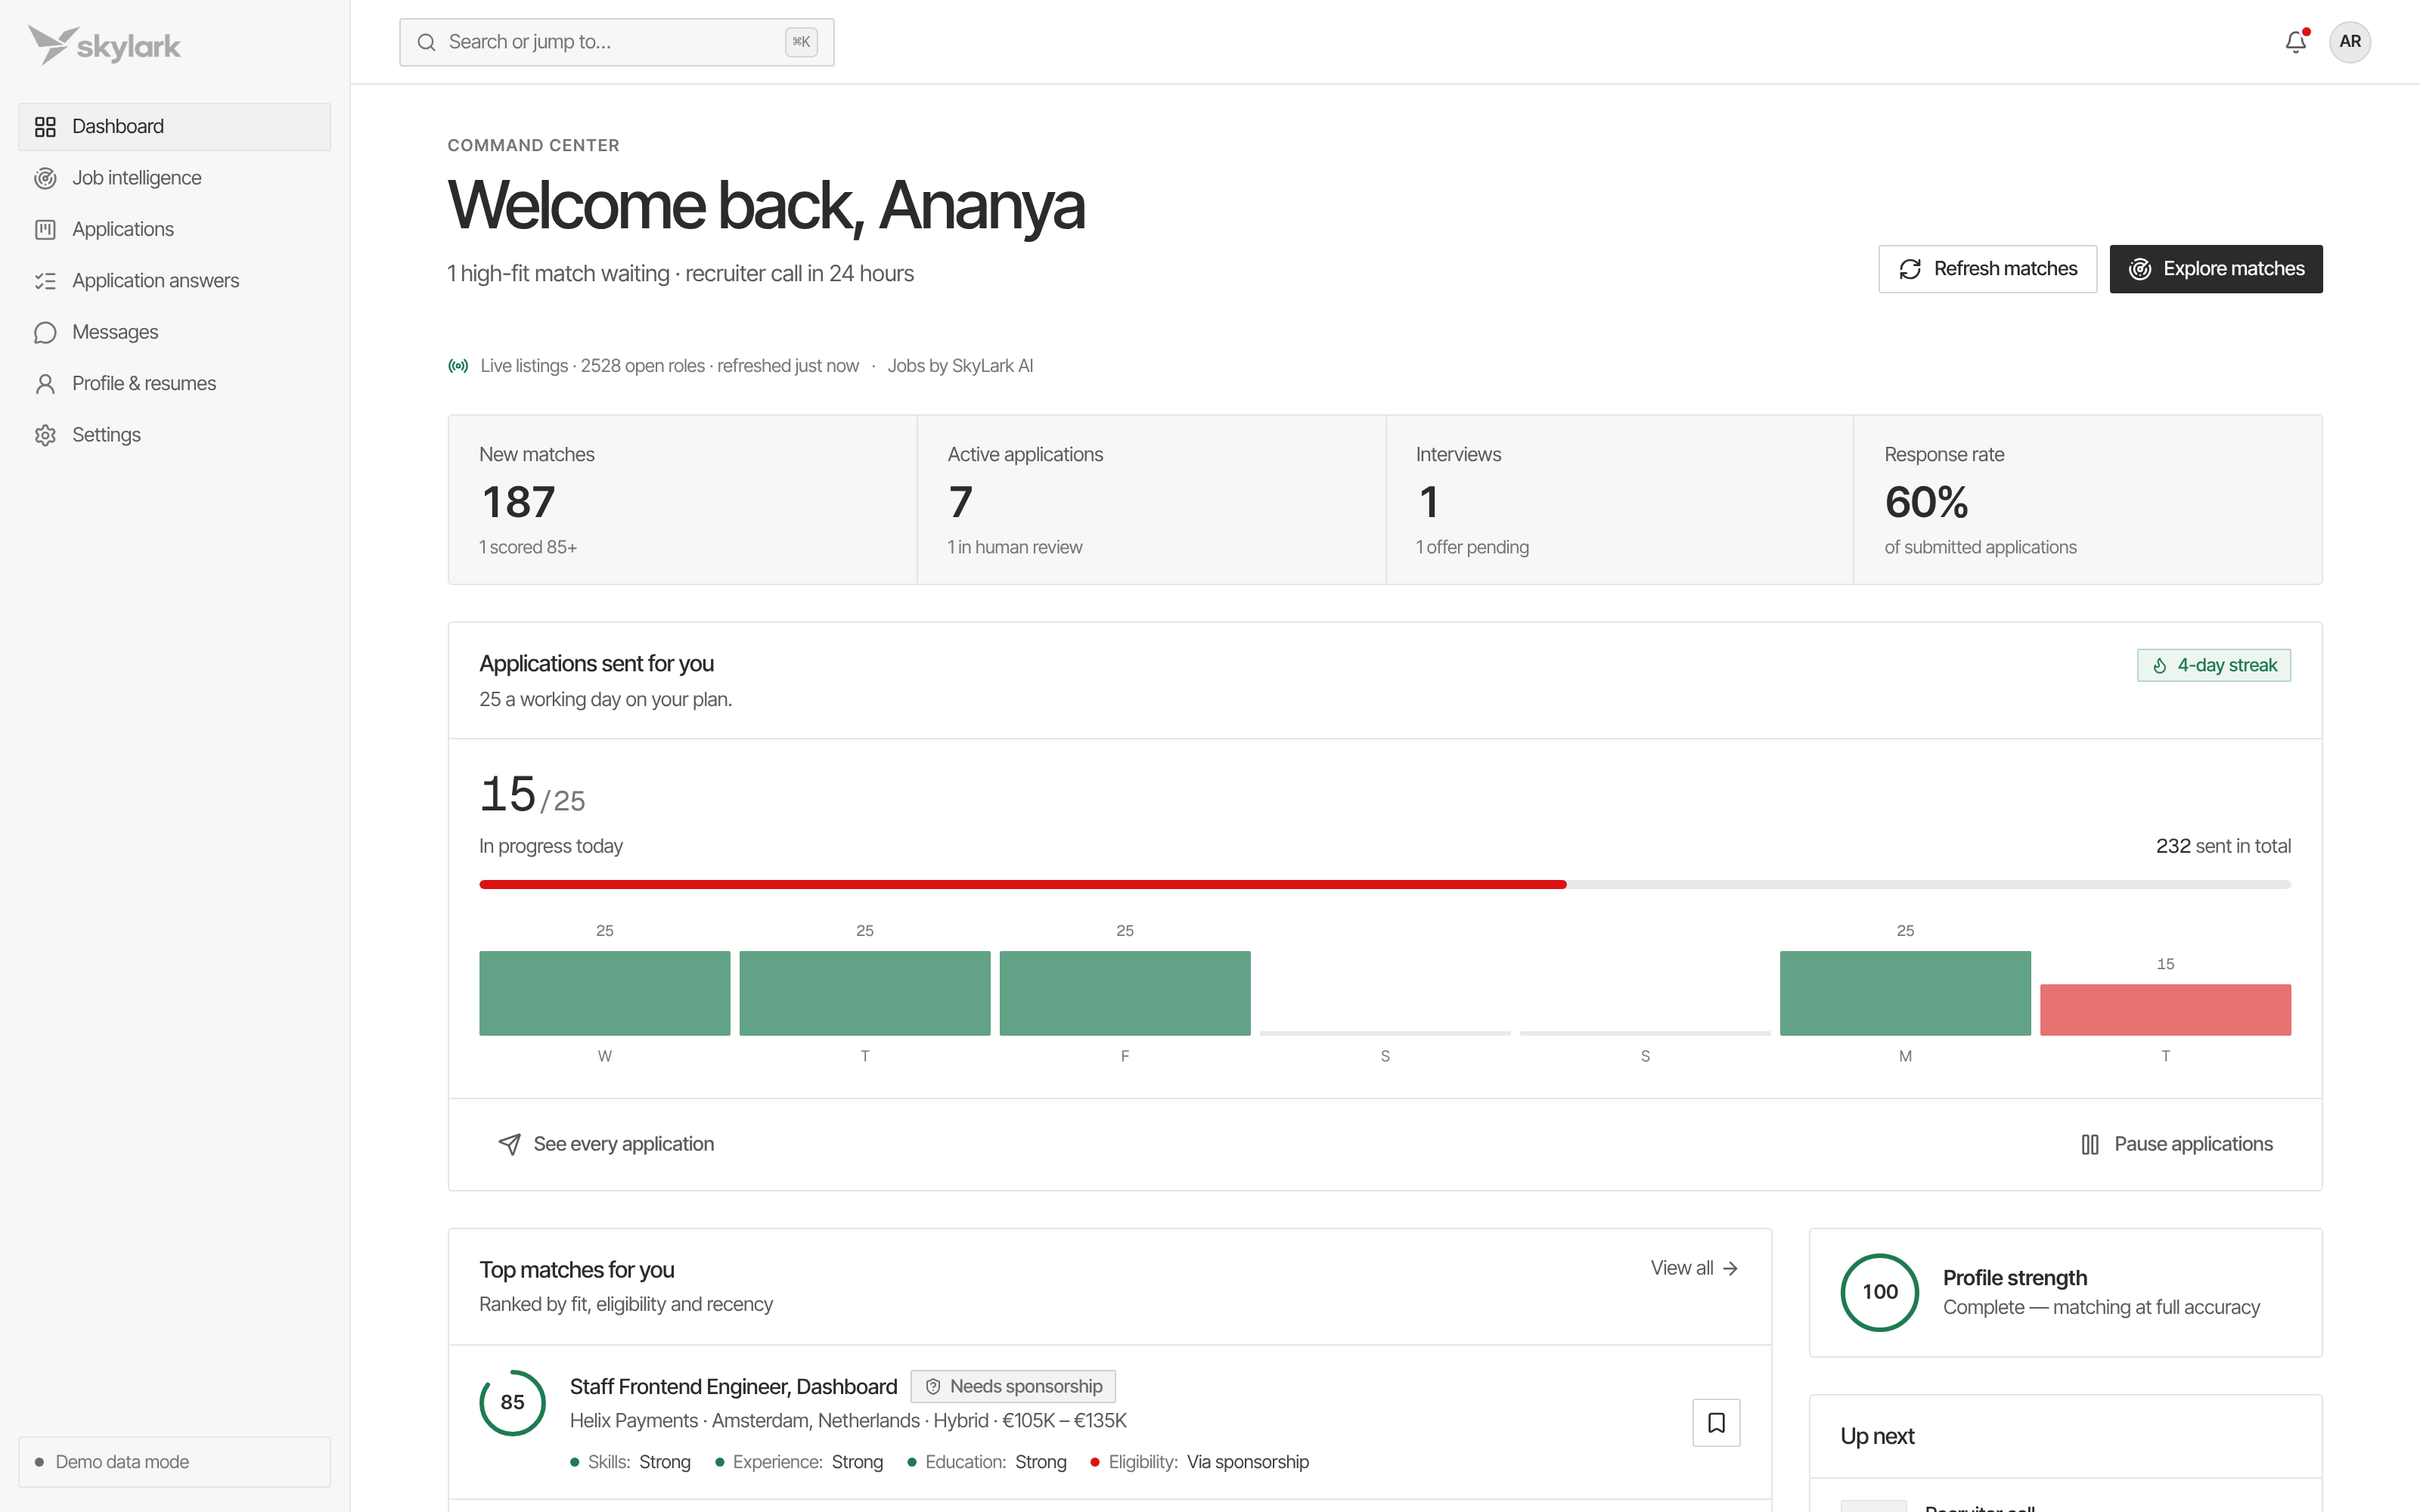 skylark
Search or jump to...
⌘K
AR
Dashboard
Job intelligence
Applications
Application answers
Messages
Profile & resumes
Settings
Demo data mode
COMMAND CENTER
Welcome back, Ananya
1 high-fit match waiting · recruiter call in 24 hours
Refresh matches
Explore matches
Live listings · 2528 open roles · refreshed just now · Jobs by SkyLark AI
New matches
187
1 scored 85+
Active applications
7
1 in human review
Interviews
1
1 offer pending
Response rate
60%
of submitted applications
Applications sent for you
25 a working day on your plan.
4-day streak
15/25
In progress today
232 sent in total
25 25 25 25 15
W T F S S M T
See every application
Pause applications
Top matches for you
Ranked by fit, eligibility and recency
View all
85
Staff Frontend Engineer, Dashboard
Needs sponsorship
Helix Payments · Amsterdam, Netherlands · Hybrid · €105K – €135K
Skills: Strong Experience: Strong Education: Strong Eligibility: Via sponsorship
100
Profile strength
Complete — matching at full accuracy
Up next